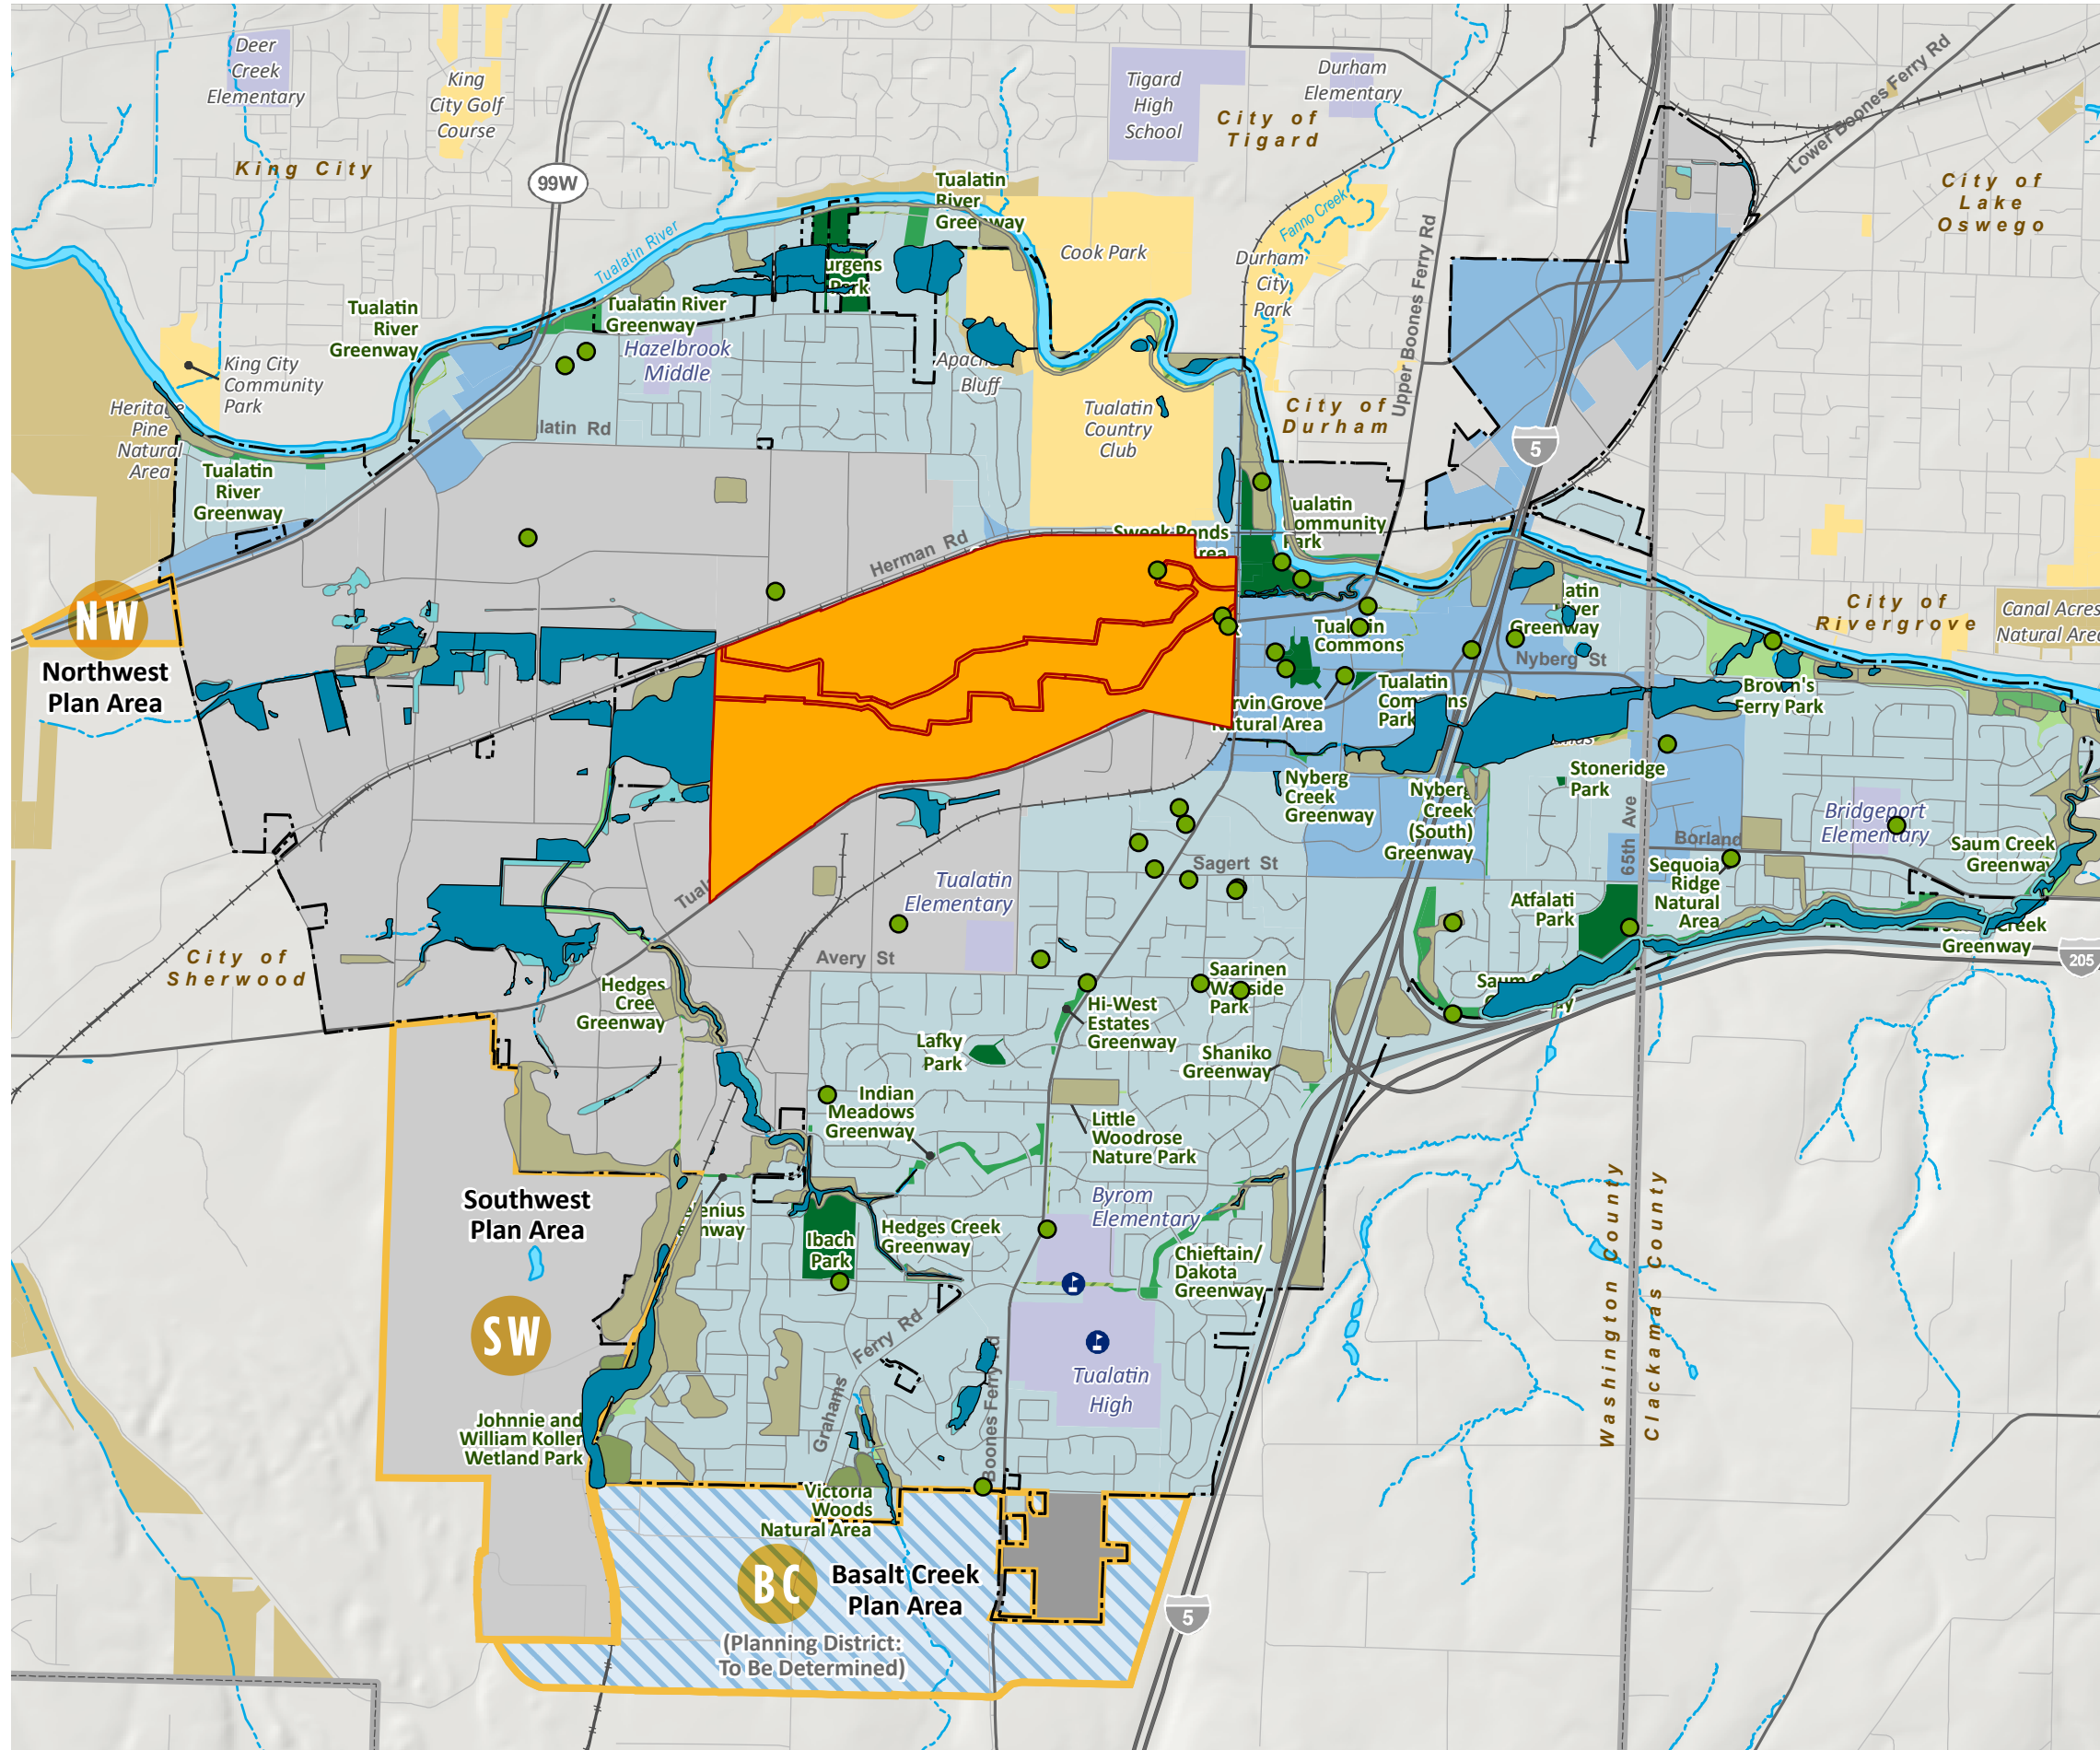 Deer
Creek
Elementary
King
City Golf
Course
King City
99W
Tigard
High
School
Durham
Elementary
City of
Tigard
Lower Boones Ferry Rd
City of
Lake
Oswego
Tualatin
River
Greenway
Tualatin River
Cook Park
Fanno Creek
Durham
City
Park
Upper Boones Ferry Rd
Park
Tualatin
River
Greenway
Tualatin River
Greenway
Hazelbrook
Middle
Bluff
King City
Community
Park
Heritage
Pine
Natural
Area
Tualatin
Country
Club
City of
Durham
5
Rd
Tualatin
River
Greenway
Herman Rd
Sweek Ponds
Tualatin
Community
Park
NW
Northwest
Plan Area
Tualatin
Commons
River
Greenway
Nyberg St
City of
Rivergrove
Canal Acres
Natural Area
Tualatin
Commons
Park
Brown's
Ferry Park
Grove
Natural Area
Nyberg
Creek
Greenway
Nyberg
Creek
(South)
Greenway
Stoneridge
Park
65th Ave
Bridgeport
Elementary
Borland
Saum Creek
Greenway
Sagert St
Tualatin
Elementary
Sequoia
Ridge
Natural
Area
Atfalati
Park
Creek
Greenway
205
City of
Sherwood
Avery St
Hedges
Creek
Greenway
Saarinen
Wayside
Park
Saum
Hi-West
Estates
Greenway
Lafky
Park
Shaniko
Greenway
Indian
Meadows
Greenway
Little
Woodrose
Nature Park
Southwest
Plan Area
Byrom
Elementary
Ibach
Park
Hedges Creek
Greenway
Chieftain/
Dakota
Greenway
Washington County
Clackamas County
SW
Grahams
Ferry Rd
Boones Ferry Rd
Tualatin
High
Johnnie and
William Koller
Wetland Park
Victoria
Woods
Natural Area
BC
Basalt Creek
Plan Area
(Planning District:
To Be Determined)
5